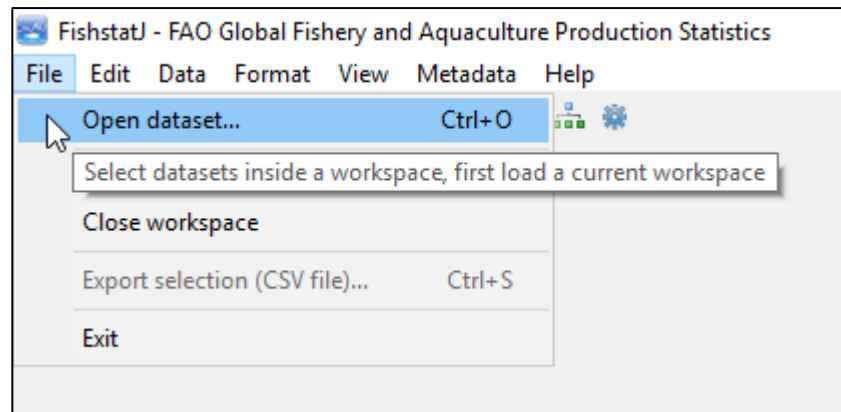 FishstatJ - FAO Global Fishery and Aquaculture Production Statistics
File Edit Data Format View Metadata Help
Open dataset... Ctrl+O
Select datasets inside a workspace, first load a current workspace
Close workspace
Export selection (CSV file)... Ctrl+S
Exit